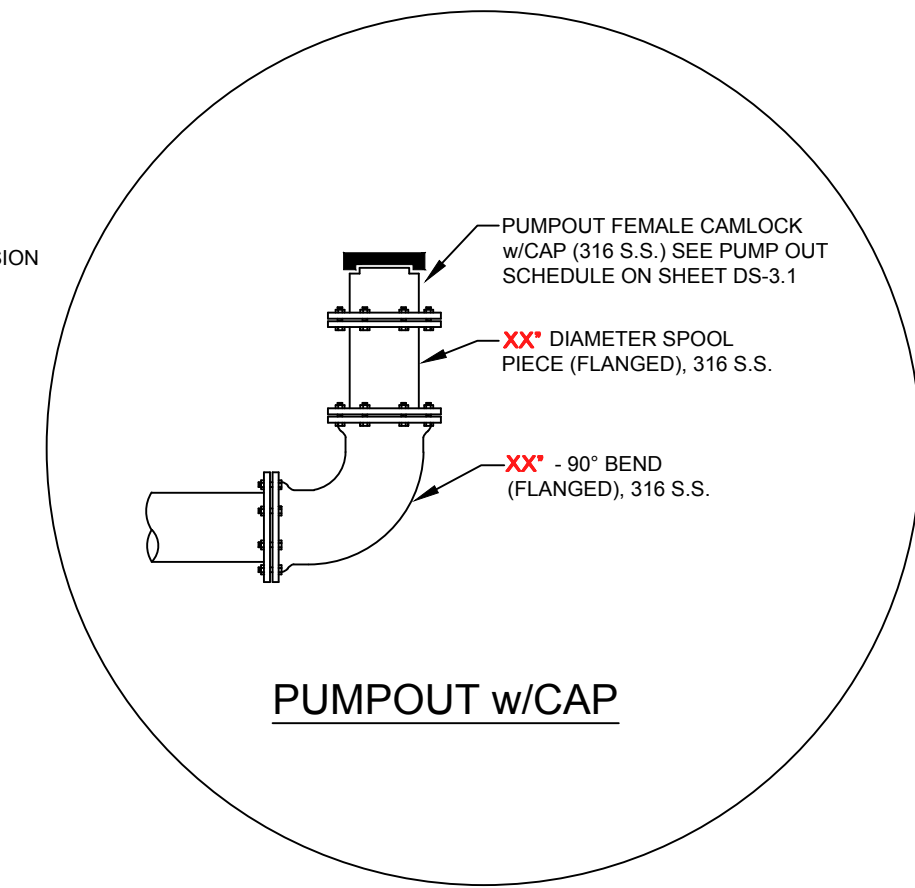 SION
PUMPOUT FEMALE CAMLOCK
w/CAP (316 S.S.) SEE PUMP OUT
SCHEDULE ON SHEET DS-3.1
XX" DIAMETER SPOOL
PIECE (FLANGED), 316 S.S.
XX" - 90° BEND
(FLANGED), 316 S.S.
PUMPOUT w/CAP